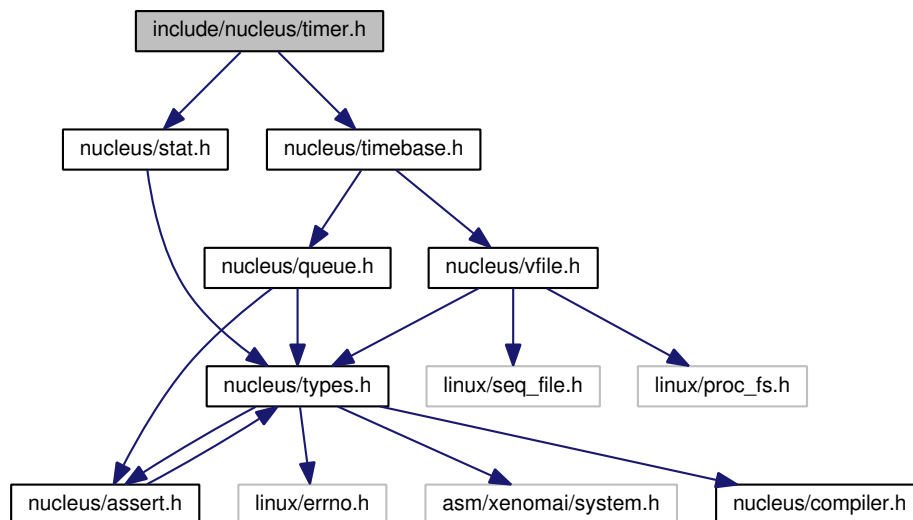 include/nucleus/timer.h
nucleus/stat.h
nucleus/timebase.h
nucleus/queue.h
nucleus/vfile.h
nucleus/types.h
linux/seq_file.h
linux/proc_fs.h
nucleus/assert.h
linux/errno.h
asm/xenomai/system.h
nucleus/compiler.h